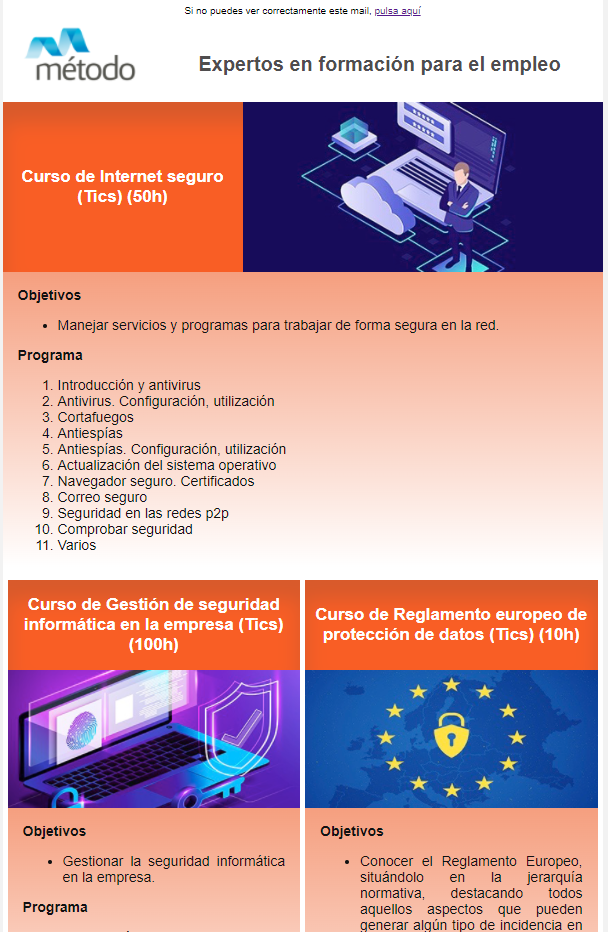 Si no puedes ver correctamente este mail, pulsa aquí
método
Expertos en formación para el empleo
Curso de Internet seguro
(Tics) (50h)
Objetivos
• Manejar servicios y programas para trabajar de forma segura en la red.
Programa
1. Introducción y antivirus
2. Antivirus. Configuración, utilización
3. Cortafuegos
4. Antiespías
5. Antiespías. Configuración, utilización
6. Actualización del sistema operativo
7. Navegador seguro. Certificados
8. Correo seguro
9. Seguridad en las redes p2p
10. Comprobar seguridad
11. Varios
Curso de Gestión de seguridad
informática en la empresa (Tics)
(100h)
Objetivos
• Gestionar la seguridad informática
en la empresa.
Programa
Curso de Reglamento europeo de
protección de datos (Tics) (10h)
Objetivos
• Conocer el Reglamento Europeo,
situándolo en la jerarquía
normativa, destacando todos
aquellos aspectos que pueden
generar algún tipo de incidencia en